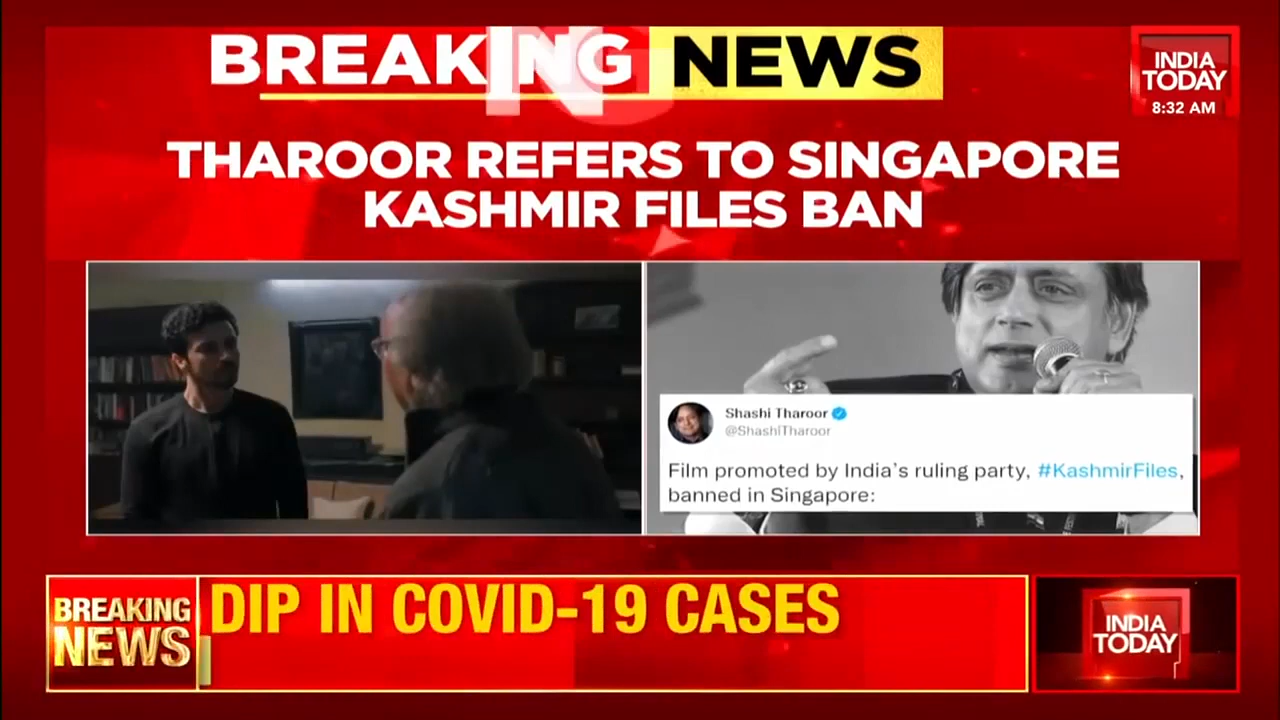 BREAKING NEWS
INDIA
TODAY
8:32 AM
THAROOR REFERS TO SINGAPORE
KASHMIR FILES BAN
Shashi Tharoor
@ShashiTharoor
Film promoted by India's ruling party, #KashmirFiles,
banned in Singapore:
BREAKING
NEWS
DIP IN COVID-19 CASES
INDIA
TODAY